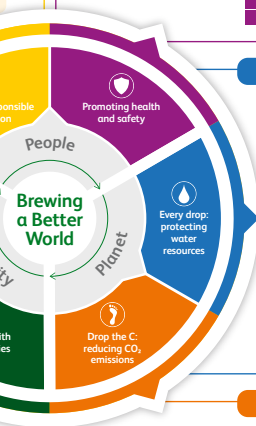 Promoting health
and safety
People
Brewing
a Better
World
Planet
Every drop:
protecting
water
resources
Drop the C:
reducing CO₂
emissions